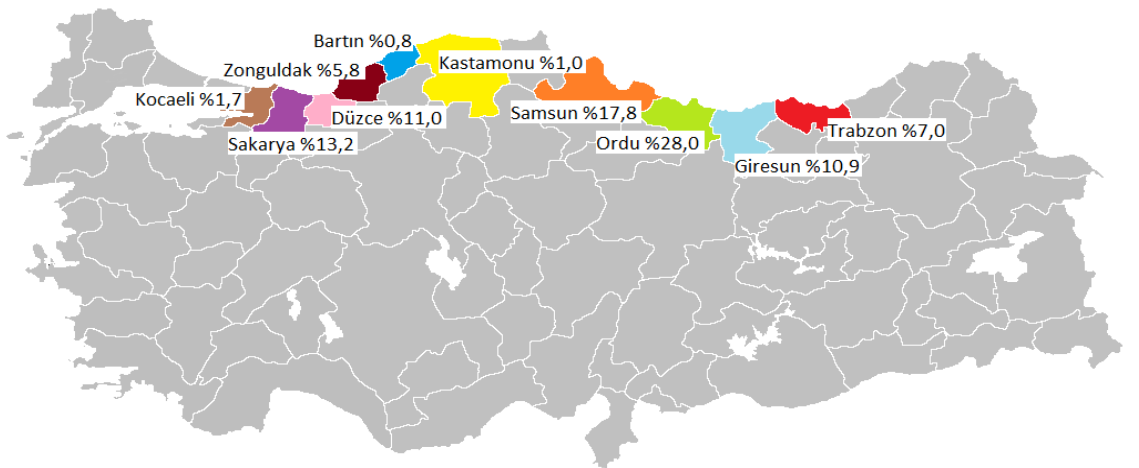 Bartın %0,8
Kastamonu %1,0
Zonguldak %5,8
Kocaeli %1,7
Düzce %11,0
Samsun %17,8
Sakarya %13,2
Ordu %28,0
Trabzon %7,0
Giresun %10,9